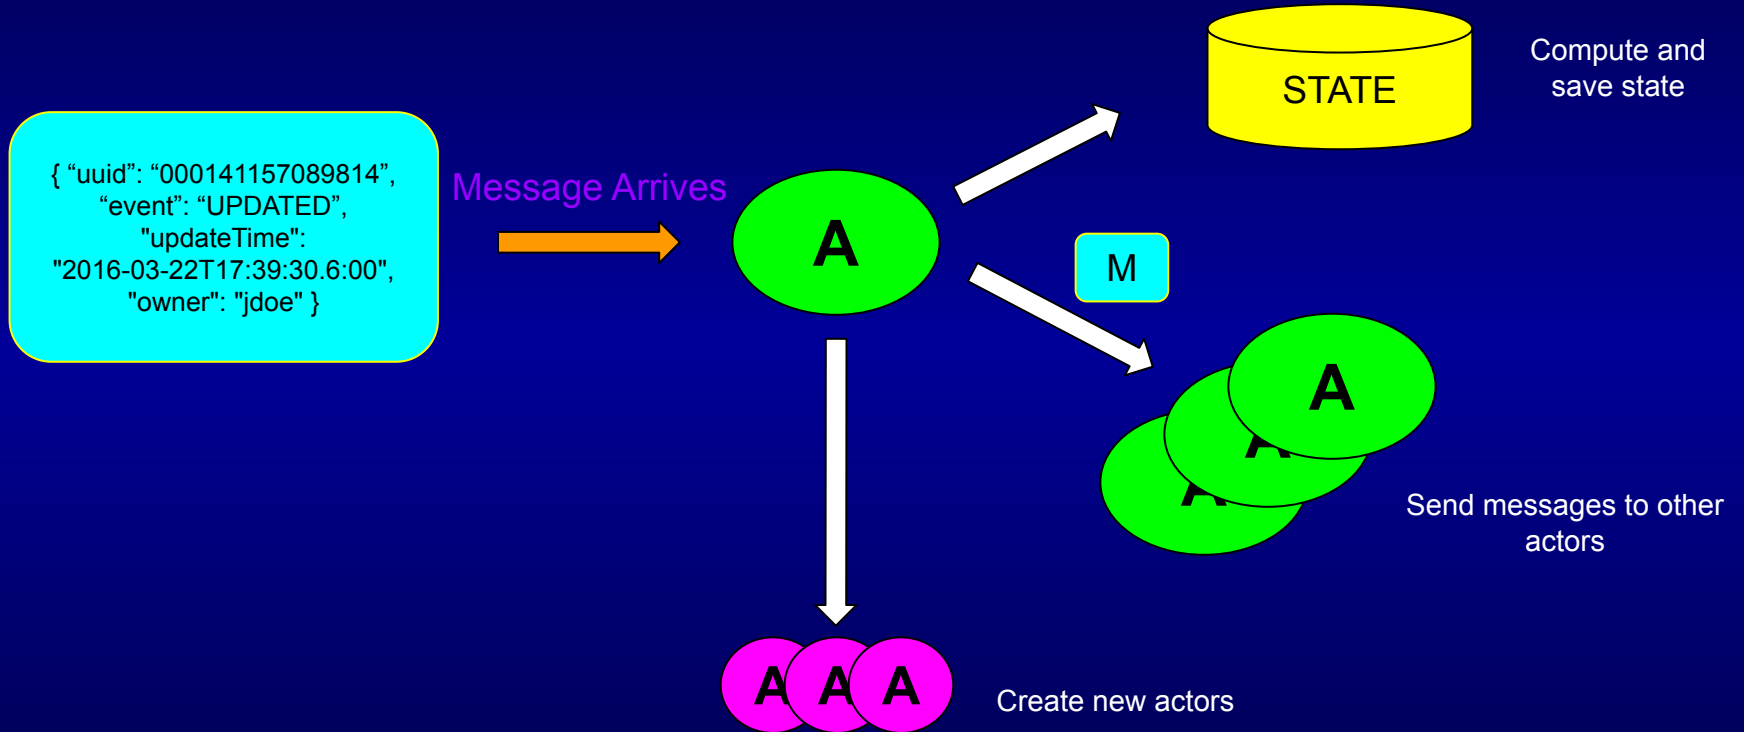 { “uuid”: “000141157089814”,
“event”: “UPDATED”,
"updateTime":
"2016-03-22T17:39:30.6:00",
"owner": "jdoe" }
Message Arrives
A
STATE
Compute and
save state
M
A
A
A
Send messages to other
actors
A A A
Create new actors